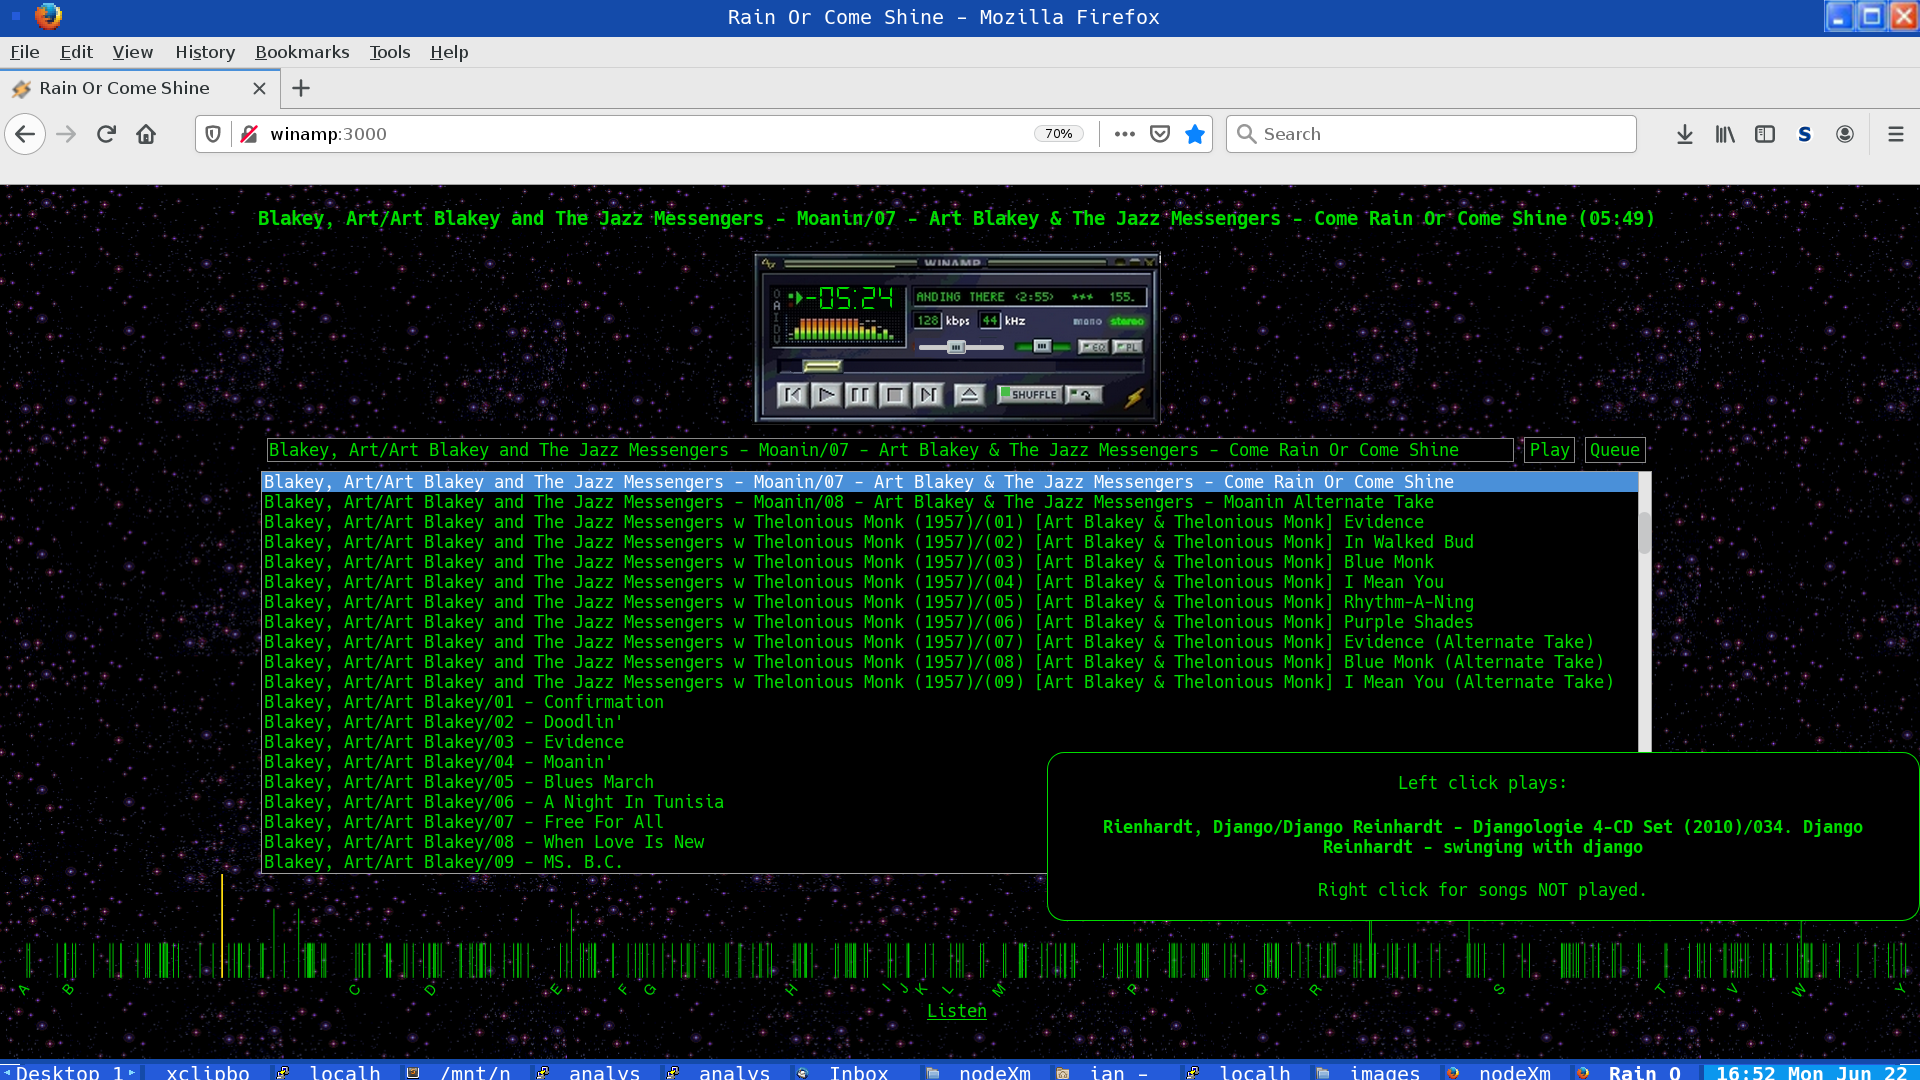 Rain Or Come Shine - Mozilla Firefox
File Edit View History Bookmarks Tools Help
Rain Or Come Shine
winamp:3000 70% Search S
Blakey, Art/Art Blakey and The Jazz Messengers - Moanin/07 - Art Blakey & The Jazz Messengers - Come Rain Or Come Shine (05:49)
WINAMP
OAIDV
-05:24
ANDING THERE <2:55> *** 155.
128 kbps 44 kHz mono stereo
EQ PL
SHUFFLE
Blakey, Art/Art Blakey and The Jazz Messengers - Moanin/07 - Art Blakey & The Jazz Messengers - Come Rain Or Come Shine Play Queue
Blakey, Art/Art Blakey and The Jazz Messengers - Moanin/07 - Art Blakey & The Jazz Messengers - Come Rain Or Come Shine
Blakey, Art/Art Blakey and The Jazz Messengers - Moanin/08 - Art Blakey & The Jazz Messengers - Moanin Alternate Take
Blakey, Art/Art Blakey and The Jazz Messengers w Thelonious Monk (1957)/(01) [Art Blakey & Thelonious Monk] Evidence
Blakey, Art/Art Blakey and The Jazz Messengers w Thelonious Monk (1957)/(02) [Art Blakey & Thelonious Monk] In Walked Bud
Blakey, Art/Art Blakey and The Jazz Messengers w Thelonious Monk (1957)/(03) [Art Blakey & Thelonious Monk] Blue Monk
Blakey, Art/Art Blakey and The Jazz Messengers w Thelonious Monk (1957)/(04) [Art Blakey & Thelonious Monk] I Mean You
Blakey, Art/Art Blakey and The Jazz Messengers w Thelonious Monk (1957)/(05) [Art Blakey & Thelonious Monk] Rhythm-A-Ning
Blakey, Art/Art Blakey and The Jazz Messengers w Thelonious Monk (1957)/(06) [Art Blakey & Thelonious Monk] Purple Shades
Blakey, Art/Art Blakey and The Jazz Messengers w Thelonious Monk (1957)/(07) [Art Blakey & Thelonious Monk] Evidence (Alternate Take)
Blakey, Art/Art Blakey and The Jazz Messengers w Thelonious Monk (1957)/(08) [Art Blakey & Thelonious Monk] Blue Monk (Alternate Take)
Blakey, Art/Art Blakey and The Jazz Messengers w Thelonious Monk (1957)/(09) [Art Blakey & Thelonious Monk] I Mean You (Alternate Take)
Blakey, Art/Art Blakey/01 - Confirmation
Blakey, Art/Art Blakey/02 - Doodlin'
Blakey, Art/Art Blakey/03 - Evidence
Blakey, Art/Art Blakey/04 - Moanin'
Blakey, Art/Art Blakey/05 - Blues March
Blakey, Art/Art Blakey/06 - A Night In Tunisia
Blakey, Art/Art Blakey/07 - Free For All
Blakey, Art/Art Blakey/08 - When Love Is New
Blakey, Art/Art Blakey/09 - MS. B.C.
Left click plays:
Rienhardt, Django/Django Reinhardt - Djangologie 4-CD Set (2010)/034. Django
Reinhardt - swinging with django
Right click for songs NOT played.
A B C D E F G H I J K L M P Q R S T V W Y
Listen
Desktop 1 xclipbo localh /mnt/n analys analys Inbox nodeXm ian - localh images nodeXm Rain O 16:52 Mon Jun 22